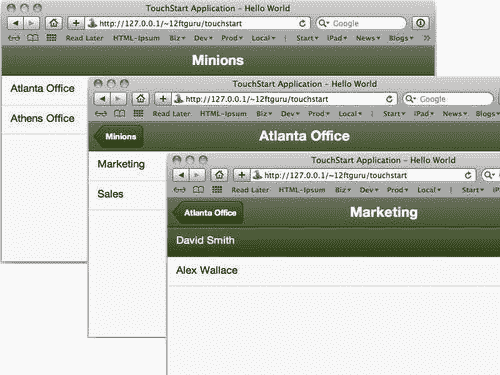 TouchStart Application - Hello World
http://127.0.0.1/~12ftguru/touchstart
Google
Read Later HTML-Ipsum Biz Dev Prod Local Start iPad News Blogs
Minions
Atlanta Office
Athens Office
TouchStart Application - Hello World
http://127.0.0.1/~12ftguru/touchstart
Google
Read Later HTML-Ipsum Biz Dev Prod Local Start iPad
Minions
Atlanta Office
Marketing
Sales
TouchStart Application - Hello World
http://127.0.0.1/~12ftguru/touchstart
Google
Read Later HTML-Ipsum Biz Dev Prod Local Start iPad News Blogs
Atlanta Office
Marketing
David Smith
Alex Wallace